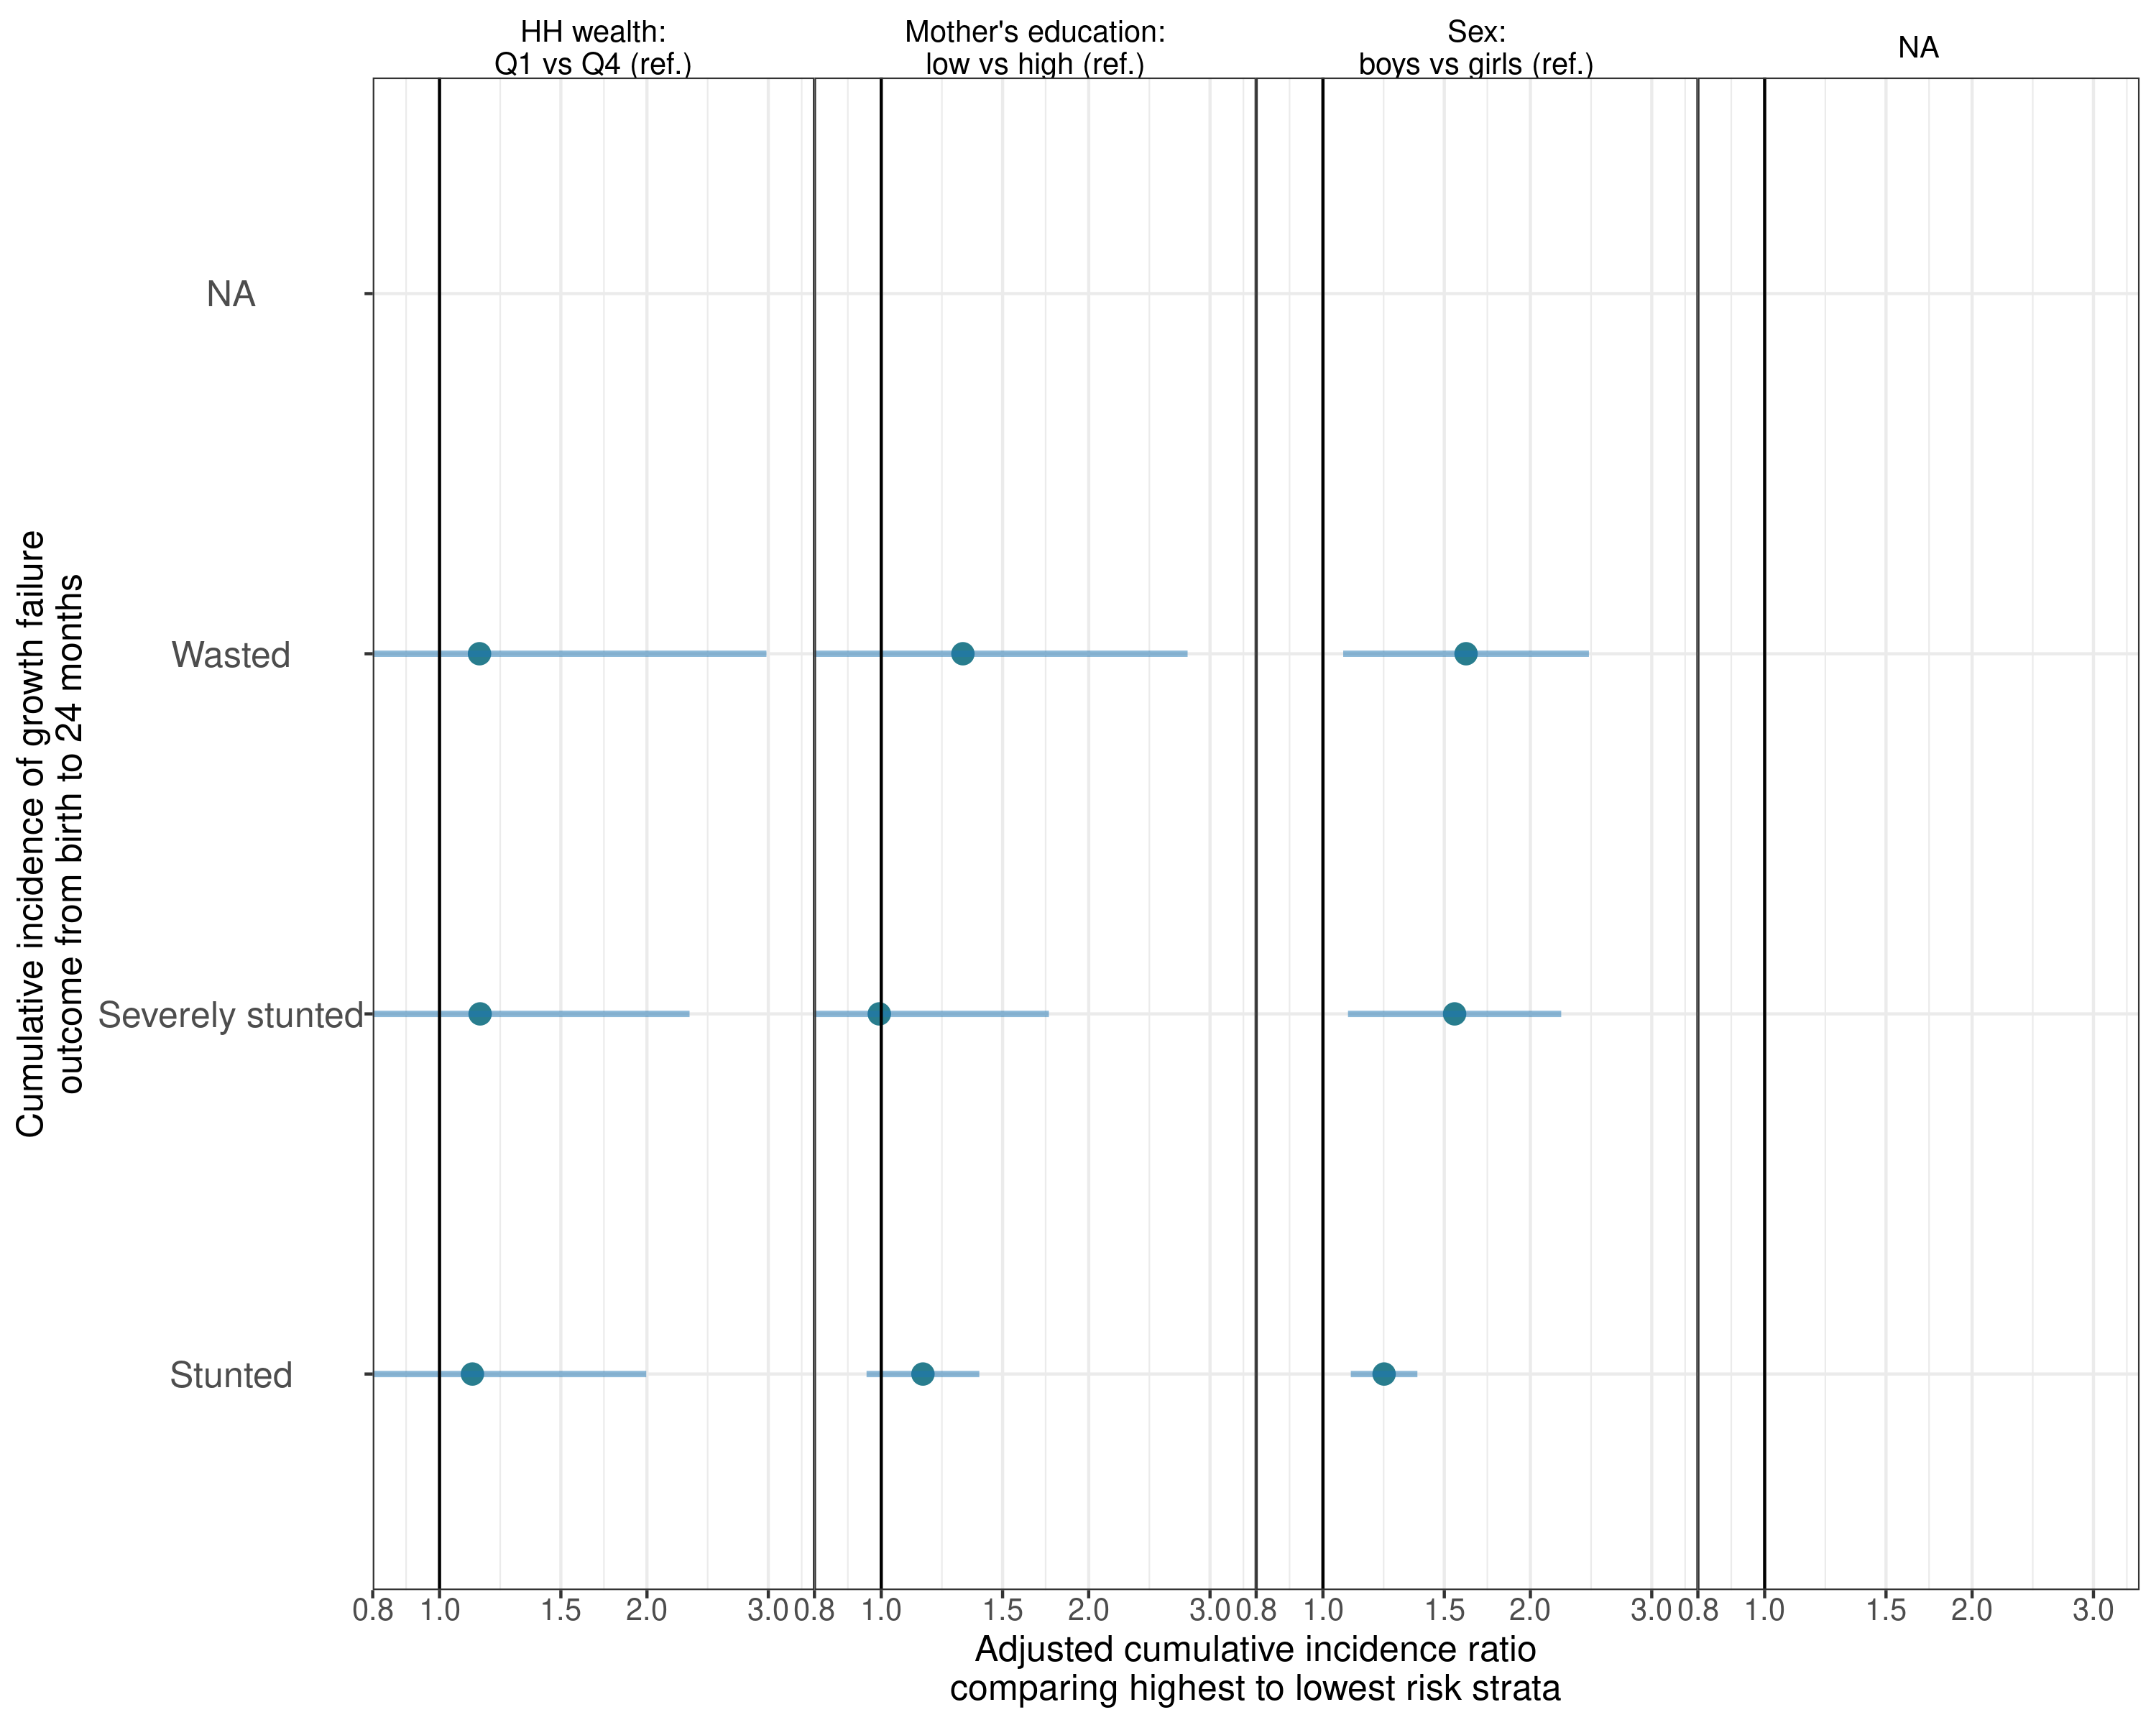 HH wealth:
Q1 vs Q4 (ref.)
Mother's education:
low vs high (ref.)
Sex:
boys vs girls (ref.)
NA
Cumulative incidence of growth failure
outcome from birth to 24 months
NA
Wasted
Severely stunted
Stunted
0.8 1.0 1.5 2.0 3.0 0.8 1.0 1.5 2.0 3.0 0.8 1.0 1.5 2.0 3.0 0.8 1.0 1.5 2.0 3.0
Adjusted cumulative incidence ratio
comparing highest to lowest risk strata